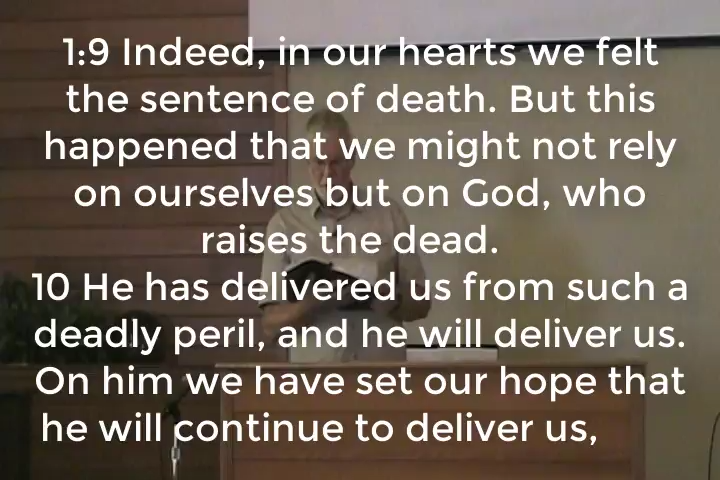 1:9 Indeed, in our hearts we felt
the sentence of death. But this
happened that we might not rely
on ourselves but on God, who
raises the dead.
10 He has delivered us from such a
deadly peril, and he will deliver us.
On him we have set our hope that
he will continue to deliver us,